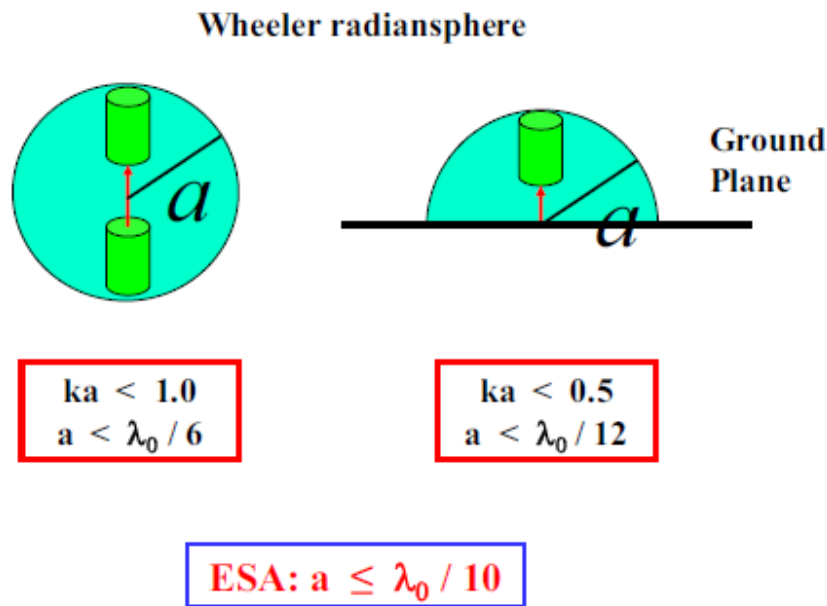 Wheeler radiansphere
a
Ground
Plane
a
ka < 1.0
a < λ₀ / 6
ka < 0.5
a < λ₀ / 12
ESA: a ≤ λ₀ / 10